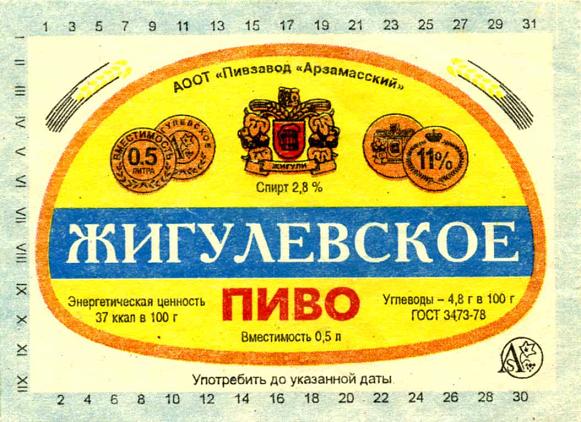 1 3 5 7 9 11 13 15 17 19 21 23 25 27 29 31
I
II
III
IV
V
VI
VII
VIII
IX
X
XI
XII
АООТ «Пивзавод «Арзамасский»
ВМЕСТИМОСТЬ
0.5
ЛИТРА
ЖИГУЛЕВСКОЕ
ЖИГУЛИ
11%
Спирт 2,8 %
ЖИГУЛЕВСКОЕ
Энергетическая ценность
37 ккал в 100 г
ПИВО
Углеводы – 4,8 г в 100 г
ГОСТ 3473-78
Вместимость 0,5 л
Употребить до указанной даты
2 4 6 8 10 11 12 14 16 18 20 22 24 25 26 28 30